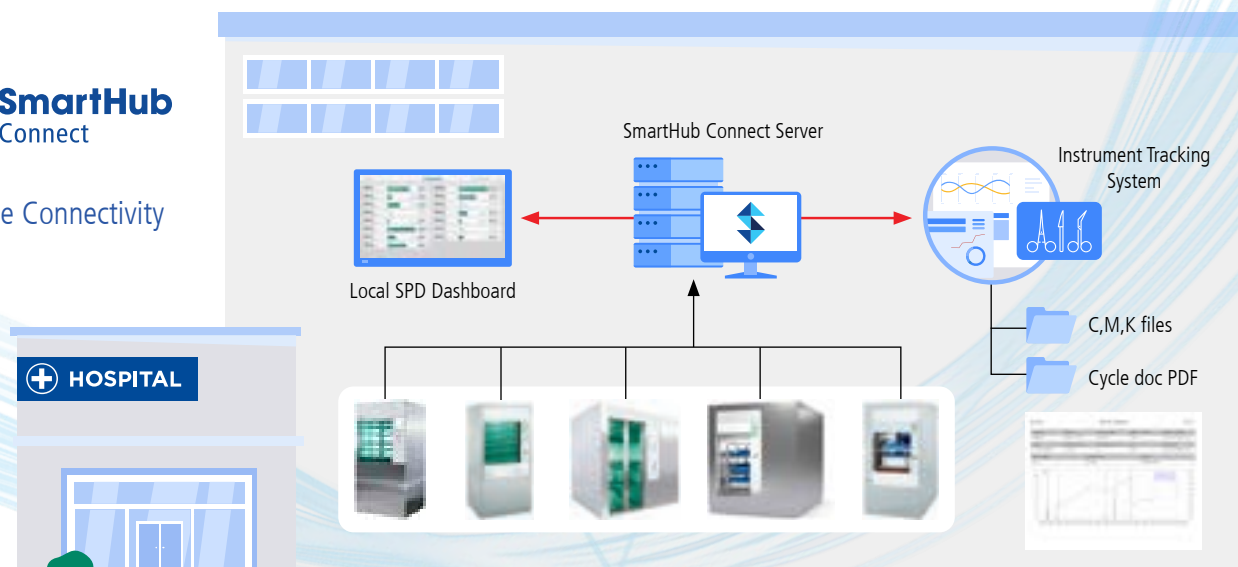 SmartHub
Connect
e Connectivity
SmartHub Connect Server
Instrument Tracking
System
Local SPD Dashboard
C,M,K files
Cycle doc PDF
HOSPITAL